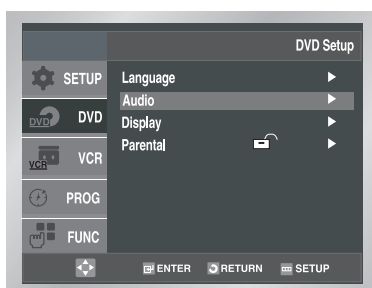 DVD Setup
SETUP
Language
Audio
DVD DVD
Display
Parental
VCR VCR
PROG
FUNC
ENTER RETURN SETUP